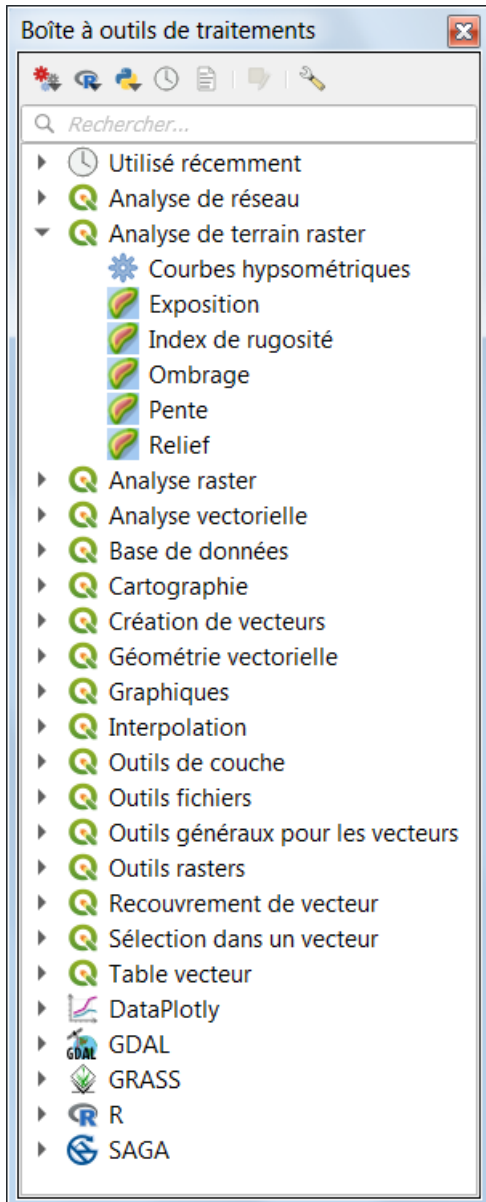 Boîte à outils de traitements
Rechercher...
Utilisé récemment
Analyse de réseau
Analyse de terrain raster
Courbes hypsométriques
Exposition
Index de rugosité
Ombrage
Pente
Relief
Analyse raster
Analyse vectorielle
Base de données
Cartographie
Création de vecteurs
Géométrie vectorielle
Graphiques
Interpolation
Outils de couche
Outils fichiers
Outils généraux pour les vecteurs
Outils rasters
Recouvrement de vecteur
Sélection dans un vecteur
Table vecteur
DataPlotly
GDAL GDAL
GRASS
R R
SAGA